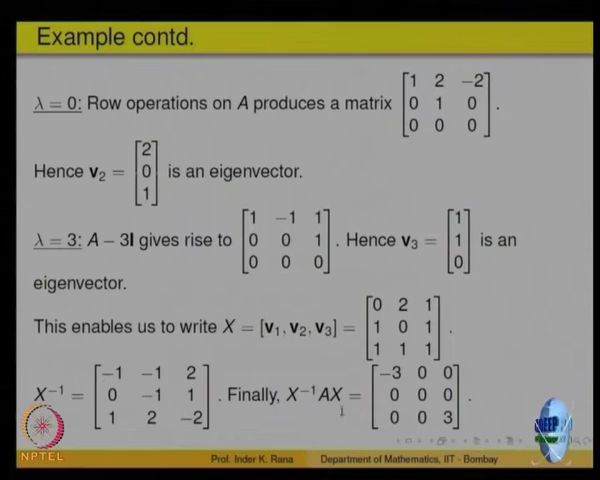 Example contd.
λ = 0: Row operations on A produces a matrix [1 2 −2; 0 1 0; 0 0 0].
Hence v₂ = [2; 0; 1] is an eigenvector.
λ = 3: A − 3I gives rise to [1 −1 1; 0 0 1; 0 0 0]. Hence v₃ = [1; 1; 0] is an
eigenvector.
This enables us to write X = [v₁, v₂, v₃] = [0 2 1; 1 0 1; 1 1 1].
X⁻¹ = [−1 −1 2; 0 −1 1; 1 2 −2]. Finally, X⁻¹AX = [−3 0 0; 0 0 0; 0 0 3].
NPTEL
Prof. Inder K. Rana Department of Mathematics, IIT - Bombay